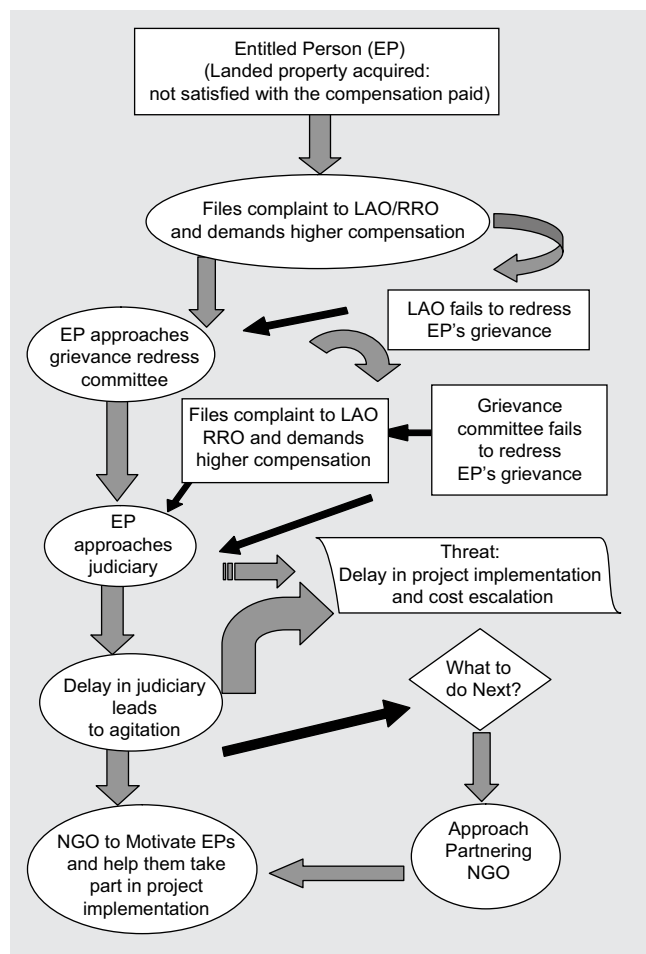 Entitled Person (EP)
(Landed property acquired:
not satisfied with the compensation paid)
Files complaint to LAO/RRO
and demands higher compensation
LAO fails to redress
EP's grievance
EP approaches
grievance redress
committee
Files complaint to LAO
RRO and demands
higher compensation
Grievance
committee fails
to redress
EP's grievance
EP
approaches
judiciary
Threat:
Delay in project implementation
and cost escalation
What to
do Next?
Delay in judiciary
leads
to agitation
NGO to Motivate EPs
and help them take
part in project
implementation
Approach
Partnering
NGO